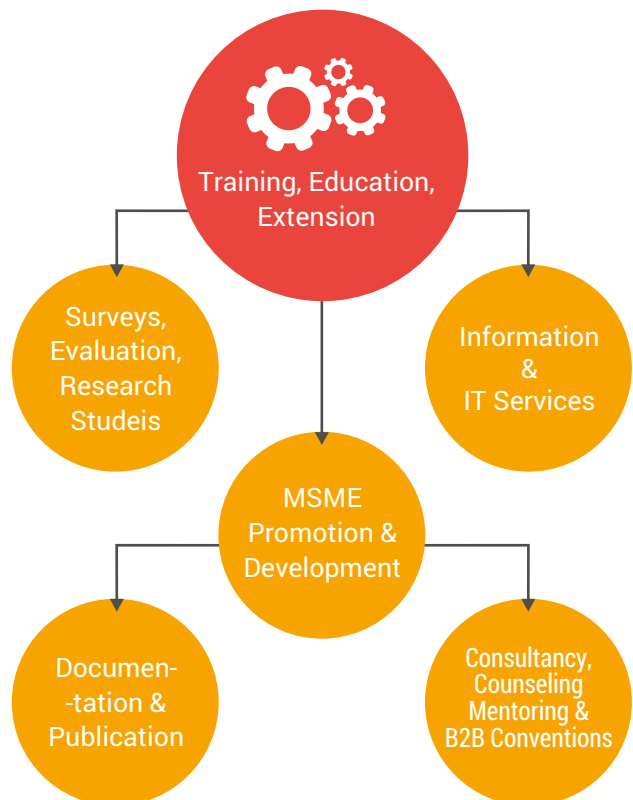 Training, Education,
Extension
Surveys,
Evaluation,
Research
Studeis
Information
&
IT Services
MSME
Promotion &
Development
Documen-
-tation &
Publication
Consultancy,
Counseling
Mentoring &
B2B Conventions